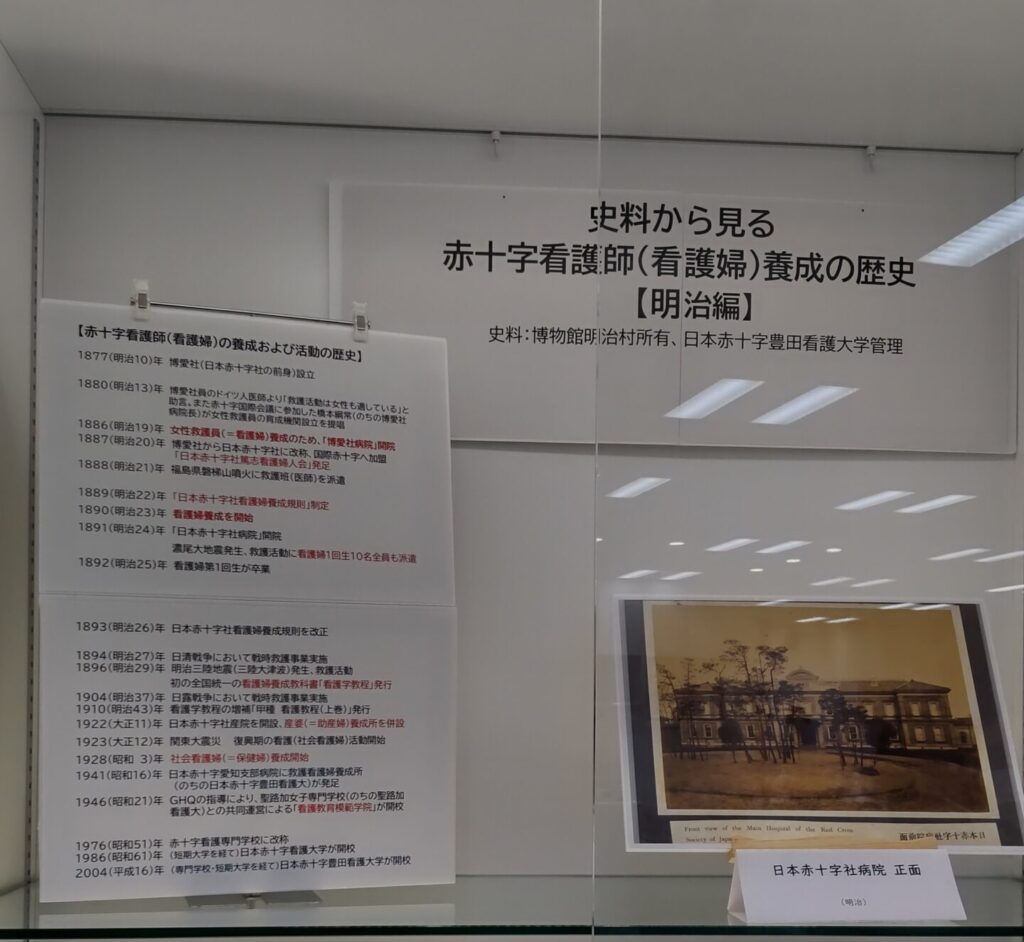 史料から見る
赤十字看護師(看護婦)養成の歴史
【明治編】
史料:博物館明治村所有、日本赤十字豊田看護大学管理
【赤十字看護師(看護婦)の養成および活動の歴史】
1877(明治10)年 博愛社(日本赤十字社の前身)設立
1880(明治13)年 博愛社員のドイツ人医師より「救護活動は女性も適している」と
助言。また赤十字国際会議に参加した橋本綱常(のちの博愛社
病院長)が女性救護員の育成機関設立を提唱
1886(明治19)年 女性救護員(=看護婦)養成のため、「博愛社病院」開院
1887(明治20)年 博愛社から日本赤十字社に改称、国際赤十字へ加盟
「日本赤十字社篤志看護婦人会」発足
1888(明治21)年 福島県磐梯山噴火に救護班(医師)を派遣
1889(明治22)年 「日本赤十字社看護婦養成規則」制定
1890(明治23)年 看護婦養成を開始
1891(明治24)年 「日本赤十字社病院」開院
濃尾大地震発生、救護活動に看護婦1回生10名全員も派遣
1892(明治25)年 看護婦第1回生が卒業
1893(明治26)年 日本赤十字社看護婦養成規則を改正
1894(明治27)年 日清戦争において戦時救護事業実施
1896(明治29)年 明治三陸地震(三陸大津波)発生、救護活動
初の全国統一の看護婦養成教科書「看護学教程」発行
1904(明治37)年 日露戦争において戦時救護事業実施
1910(明治43)年 看護学教程の増補「甲種 看護教程(上巻)」発行
1922(大正11)年 日本赤十字社産院を開設、産婆(=助産婦)養成所を併設
1923(大正12)年 関東大震災 復興期の看護(社会看護婦)活動開始
1928(昭和 3)年 社会看護婦(=保健婦)養成開始
1941(昭和16)年 日本赤十字愛知支部病院に救護看護婦養成所
(のちの日本赤十字豊田看護大)が発足
1946(昭和21)年 GHQの指導により、聖路加女子専門学校(のちの聖路加
看護大)との共同運営による「看護教育模範学院」が開校
1976(昭和51)年 赤十字看護専門学校に改称
1986(昭和61)年 (短期大学を経て)日本赤十字看護大学が開校
2004(平成16)年 (専門学校・短期大学を経て)日本赤十字豊田看護大学が開校
Front view of the Main Hospital of the Red Cross
Society of Japan
面前院病社字十赤本日
日本赤十字社病院 正面
(明治)